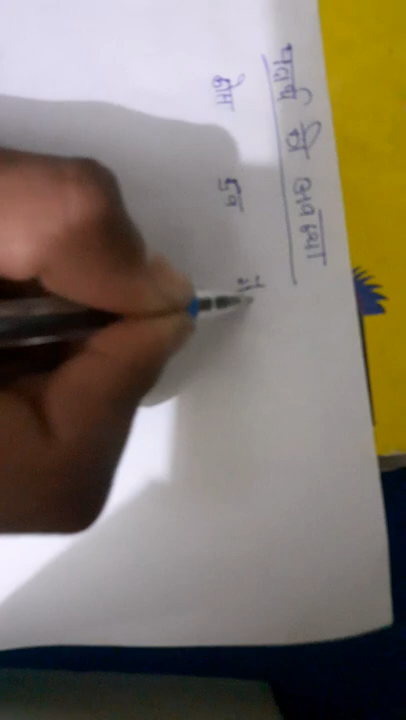 पदार्थ के अवस्था
ठोस द्रव गै